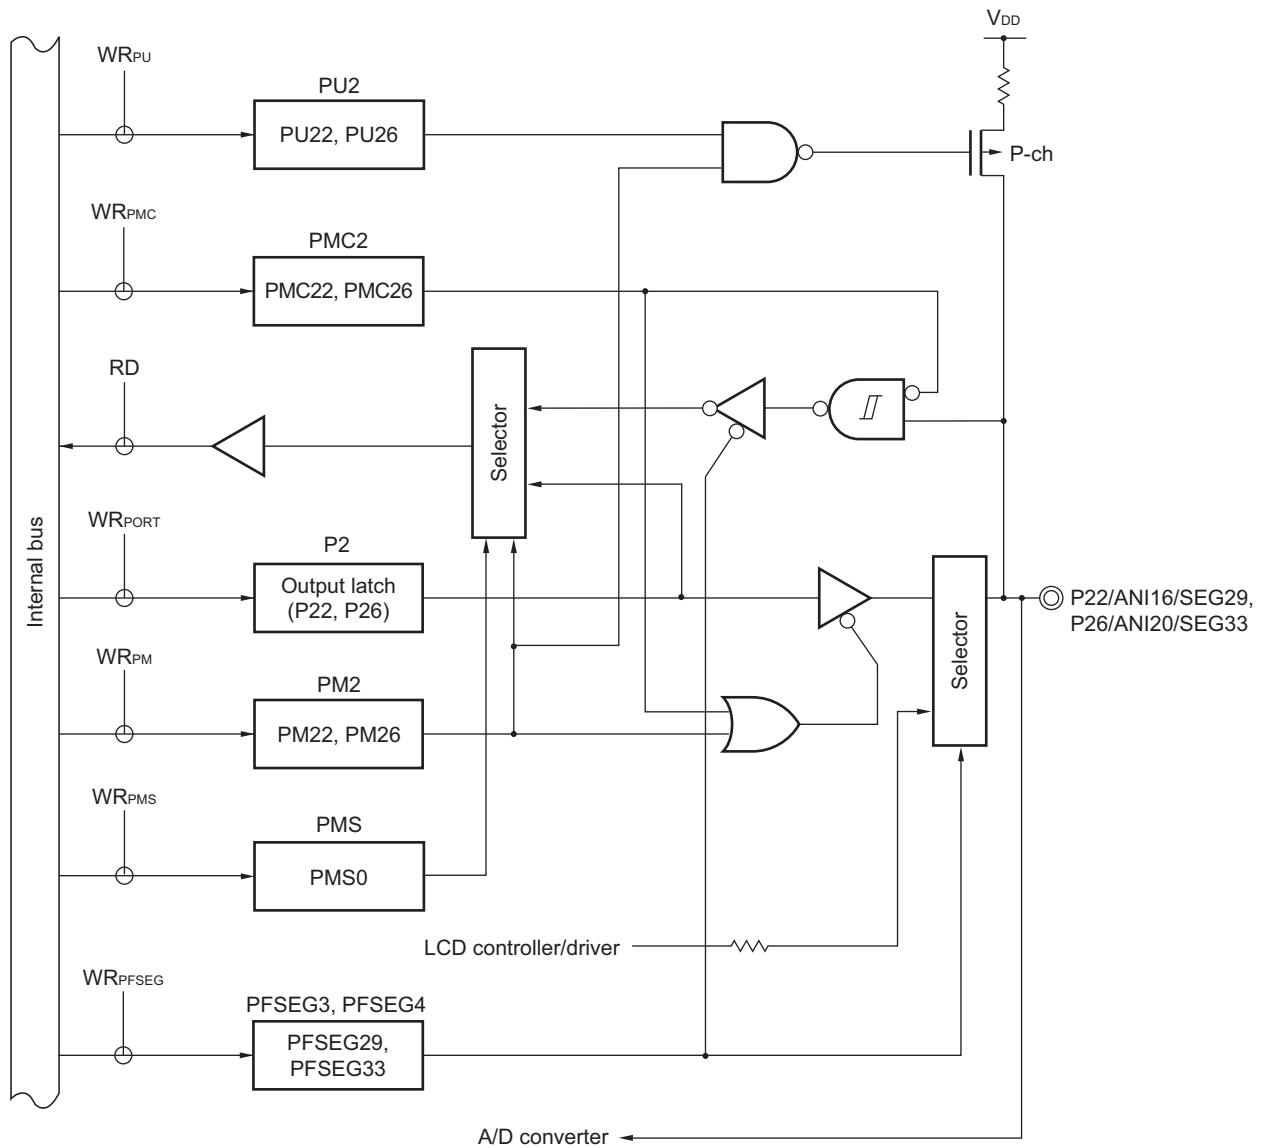 VDD
WRPU
PU2
PU22, PU26
P-ch
WRPMC
PMC2
PMC22, PMC26
RD
Selector
WRPORT
P2
Output latch
(P22, P26)
Internal bus
Selector
P22/ANI16/SEG29,
P26/ANI20/SEG33
WRPM
PM2
PM22, PM26
WRPMS
PMS
PMS0
LCD controller/driver
WRPFSEG
PFSEG3, PFSEG4
PFSEG29,
PFSEG33
A/D converter